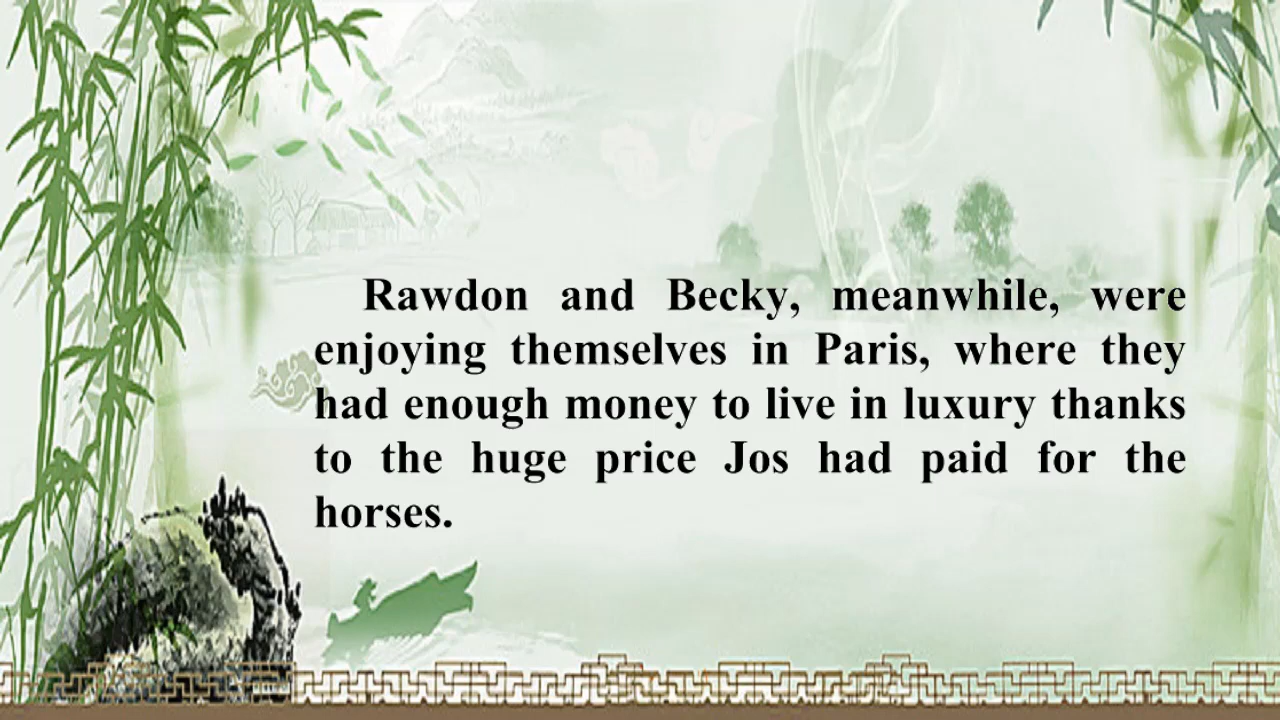 Rawdon and Becky, meanwhile, were
enjoying themselves in Paris, where they
had enough money to live in luxury thanks
to the huge price Jos had paid for the
horses.